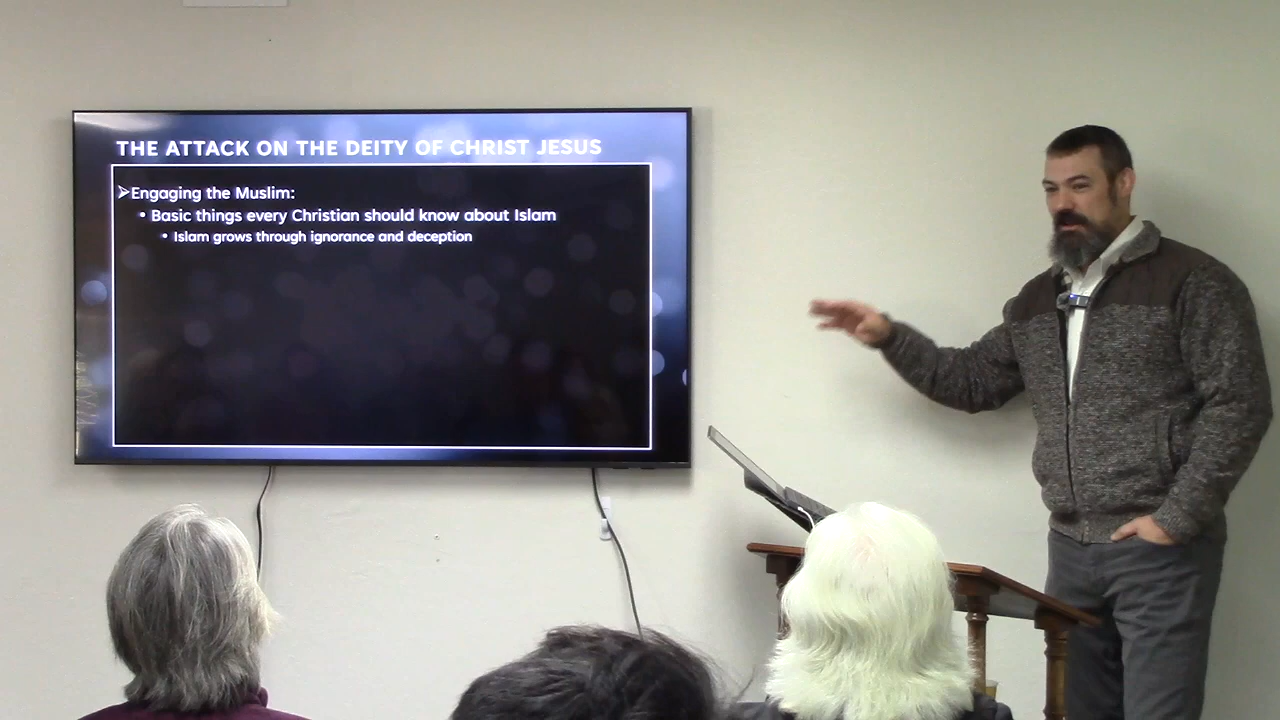 THE ATTACK ON THE DEITY OF CHRIST JESUS
➢Engaging the Muslim:
• Basic things every Christian should know about Islam
• Islam grows through ignorance and deception